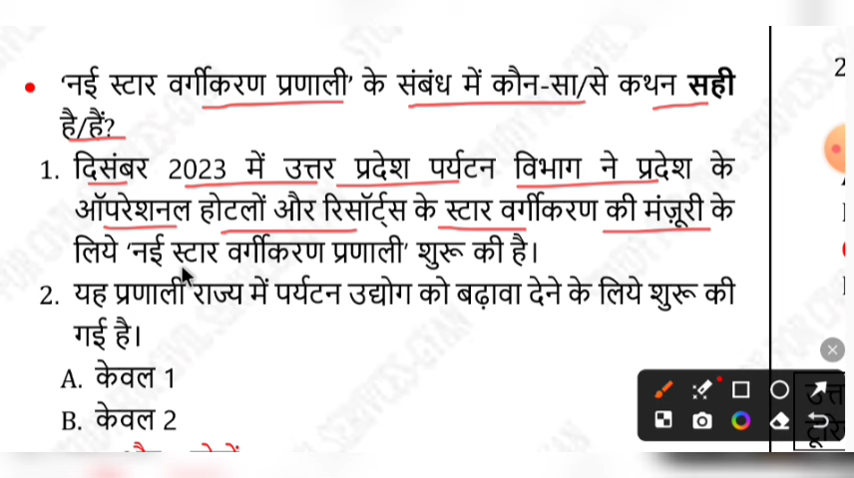 'नई स्टार वर्गीकरण प्रणाली' के संबंध में कौन-सा/से कथन सही
है/हैं?
1. दिसंबर 2023 में उत्तर प्रदेश पर्यटन विभाग ने प्रदेश के
ऑपरेशनल होटलों और रिसॉर्ट्स के स्टार वर्गीकरण की मंज़ूरी के
लिये 'नई स्टार वर्गीकरण प्रणाली' शुरू की है।
2. यह प्रणाली राज्य में पर्यटन उद्योग को बढ़ावा देने के लिये शुरू की
गई है।
A. केवल 1
B. केवल 2
2